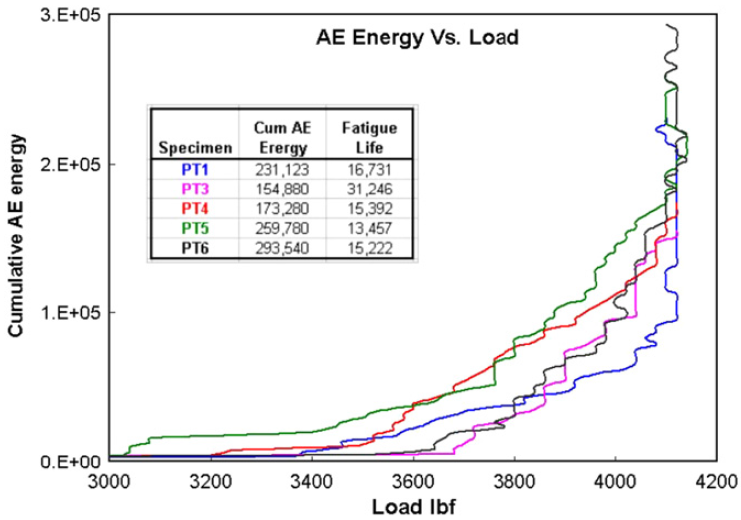 AE Energy Vs. Load
3.E+05
2.E+05
1.E+05
0.E+00
Cumulative AE energy
Specimen Cum AE Erergy Fatigue Life
PT1 231,123 16,731
PT3 154,880 31,246
PT4 173,280 15,392
PT5 259,780 13,457
PT6 293,540 15,222
3000 3200 3400 3600 3800 4000 4200
Load lbf